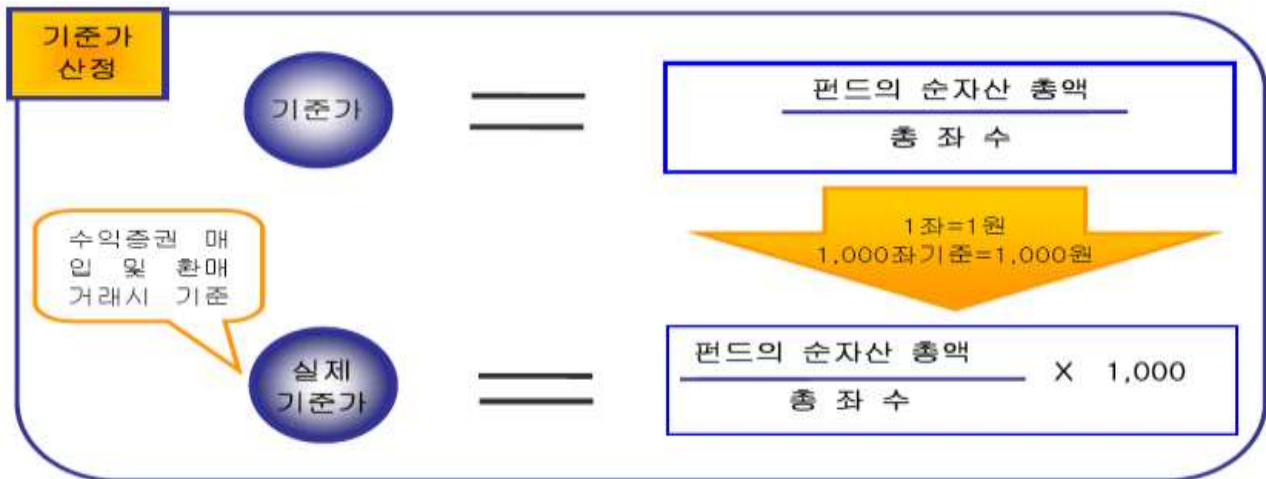 기준가
산정
기준가
펀드의 순자산 총액
총 좌 수
1좌=1원
1,000좌기준=1,000원
수익증권 매
입 및 환매
거래시 기준
실제
기준가
펀드의 순자산 총액
X 1,000
총 좌 수